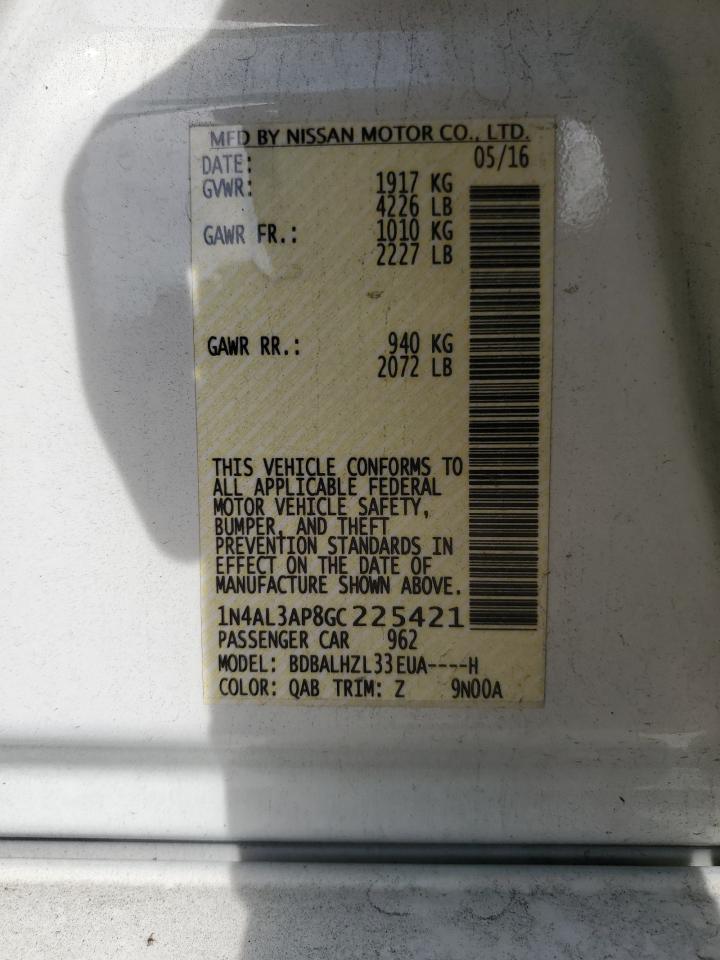 MFD BY NISSAN MOTOR CO., LTD.
DATE: 05/16
GVWR: 1917 KG
4226 LB
GAWR FR.: 1010 KG
2227 LB
GAWR RR.: 940 KG
2072 LB
THIS VEHICLE CONFORMS TO
ALL APPLICABLE FEDERAL
MOTOR VEHICLE SAFETY,
BUMPER, AND THEFT
PREVENTION STANDARDS IN
EFFECT ON THE DATE OF
MANUFACTURE SHOWN ABOVE.
1N4AL3AP8GC225421
PASSENGER CAR 962
MODEL: BDBALHZL33EUA----H
COLOR: QAB TRIM: Z 9N00A